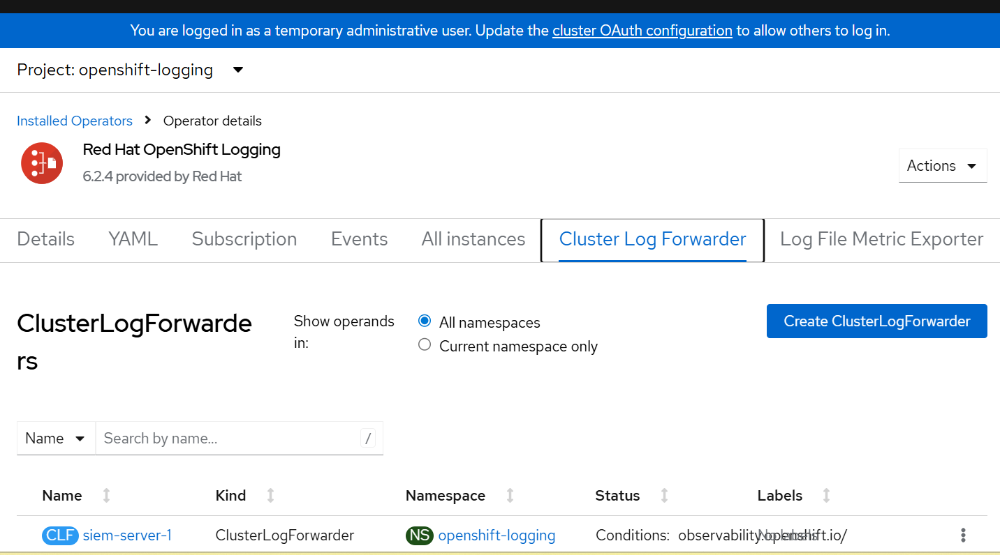 You are logged in as a temporary administrative user. Update the cluster OAuth configuration to allow others to log in.
Project: openshift-logging
Installed Operators > Operator details
Red Hat OpenShift Logging
6.2.4 provided by Red Hat
Actions
Details YAML Subscription Events All instances Cluster Log Forwarder Log File Metric Exporter
ClusterLogForwarde
rs
Show operands
in:
All namespaces
Current namespace only
Create ClusterLogForwarder
Name Search by name... /
Name Kind Namespace Status Labels
CLF siem-server-1 ClusterLogForwarder NS openshift-logging Conditions: observability.openshift.io/ No labels